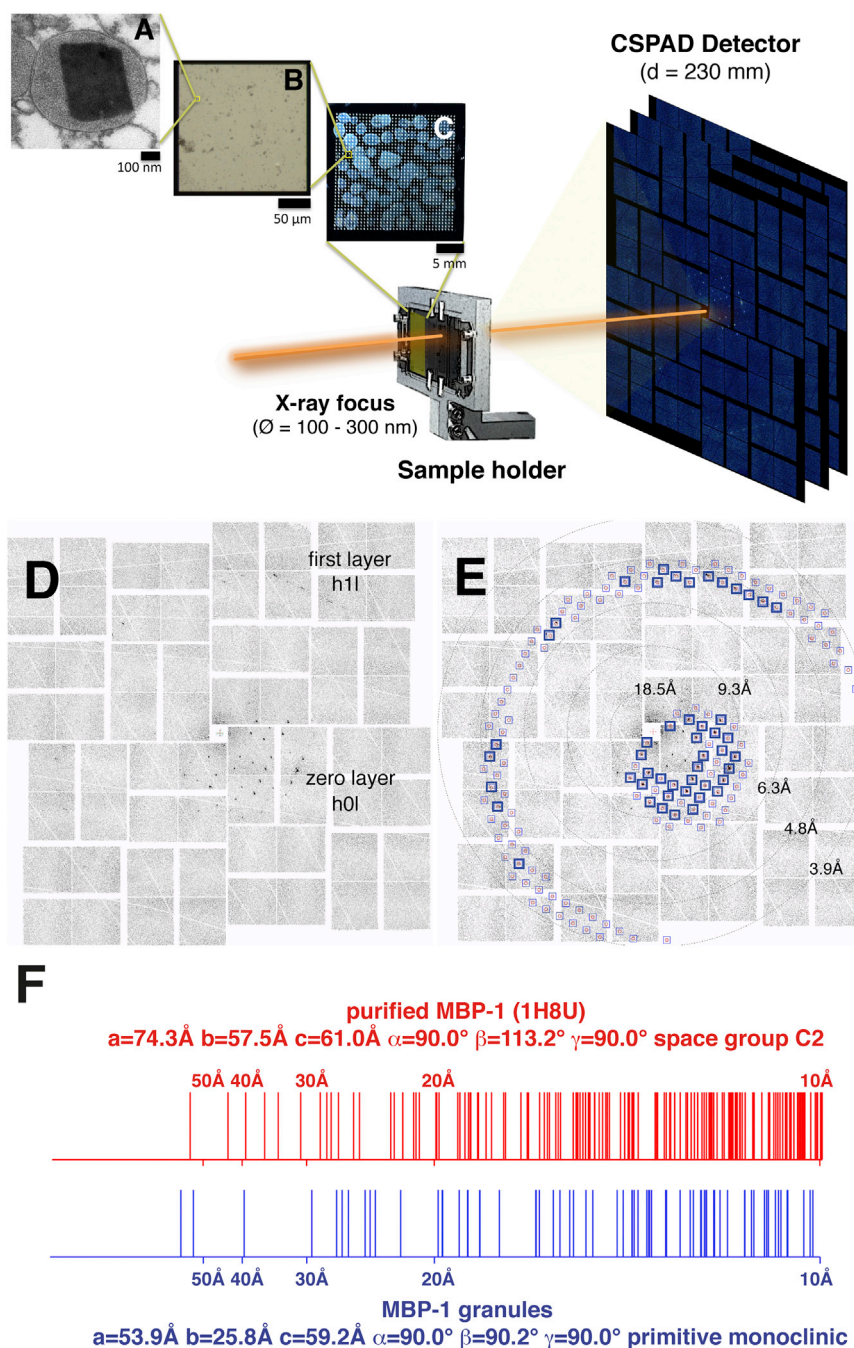 A
100 nm
B
50 µm
C
5 mm
CSPAD Detector
(d = 230 mm)
X-ray focus
(Ø = 100 - 300 nm)
Sample holder
D
first layer
h1l
zero layer
h0l
E
18.5Å 9.3Å
6.3Å
4.8Å
3.9Å
F
purified MBP-1 (1H8U)
a=74.3Å b=57.5Å c=61.0Å α=90.0° β=113.2° γ=90.0° space group C2
50Å 40Å 30Å 20Å 10Å
50Å 40Å 30Å 20Å 10Å
MBP-1 granules
a=53.9Å b=25.8Å c=59.2Å α=90.0° β=90.2° γ=90.0° primitive monoclinic